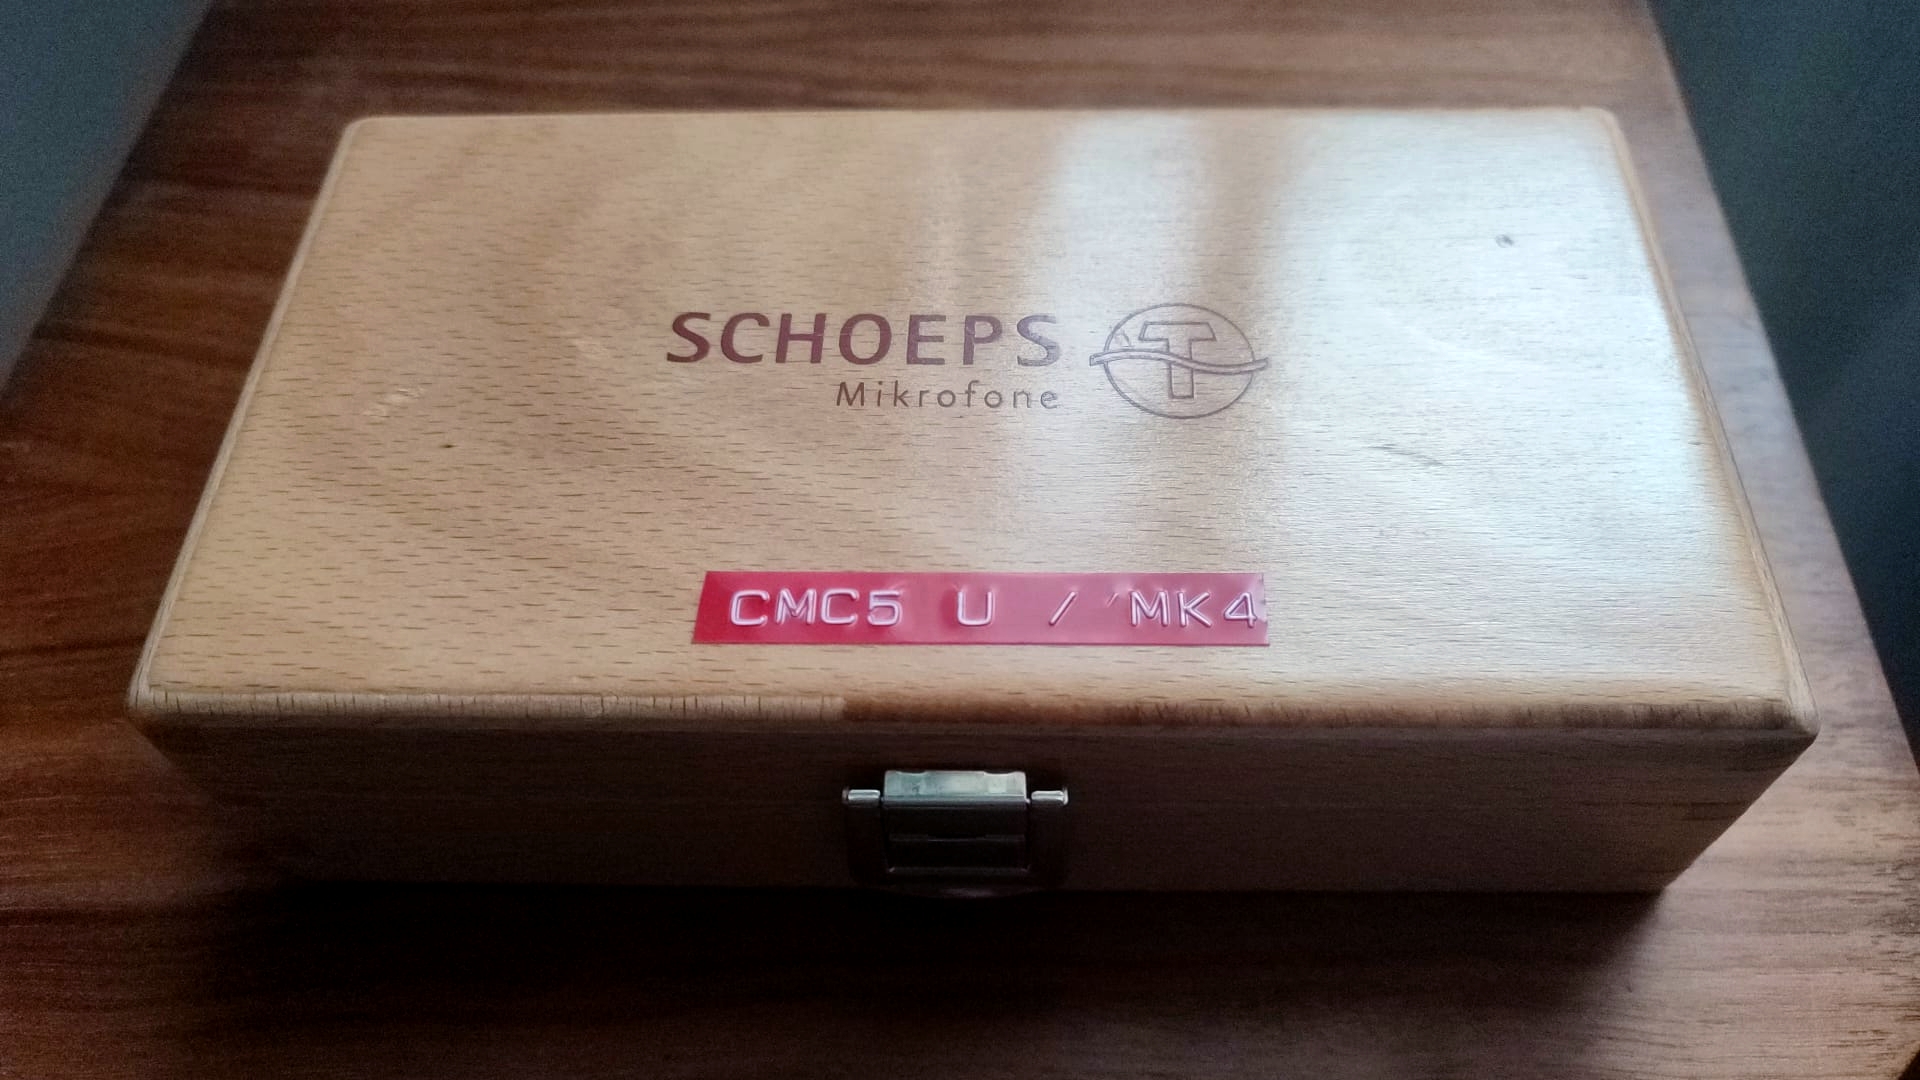 SCHOEPS
Mikrofone
CMC5 U / MK4